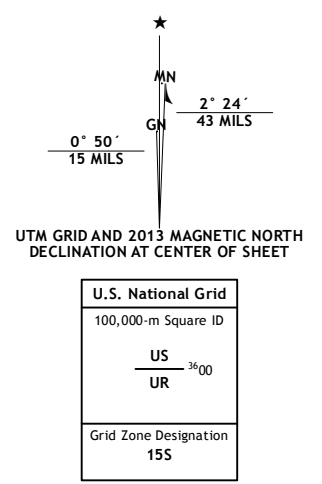 ★
MN
GN
2° 24´
43 MILS
0° 50´
15 MILS
UTM GRID AND 2013 MAGNETIC NORTH
DECLINATION AT CENTER OF SHEET
U.S. National Grid
100,000-m Square ID
US
3600
UR
Grid Zone Designation
15S